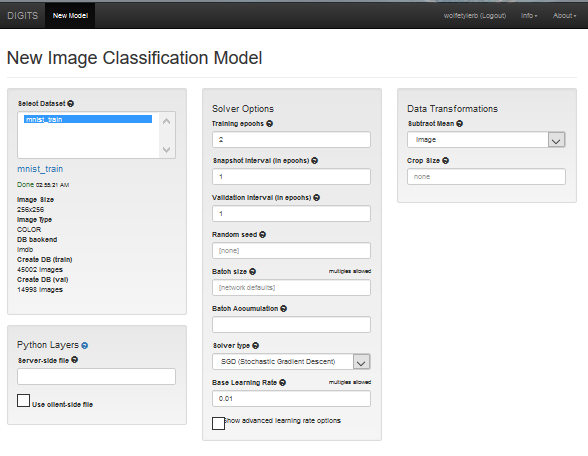 DIGITS New Model wolfetylerb (Logout) Info About
New Image Classification Model
Select Dataset
mnist_train
mnist_train
Done 02:55:21 AM
Image Size
256x256
Image Type
COLOR
DB backend
lmdb
Create DB (train)
45002 images
Create DB (val)
14998 images
Python Layers
Server-side file
Use client-side file
Solver Options
Training epochs
2
Snapshot interval (in epochs)
1
Validation interval (in epochs)
1
Random seed
[none]
Batch size multiples allowed
[network defaults]
Batch Accumulation
Solver type
SGD (Stochastic Gradient Descent)
Base Learning Rate multiples allowed
0.01
Show advanced learning rate options
Data Transformations
Subtract Mean
Image
Crop Size
none